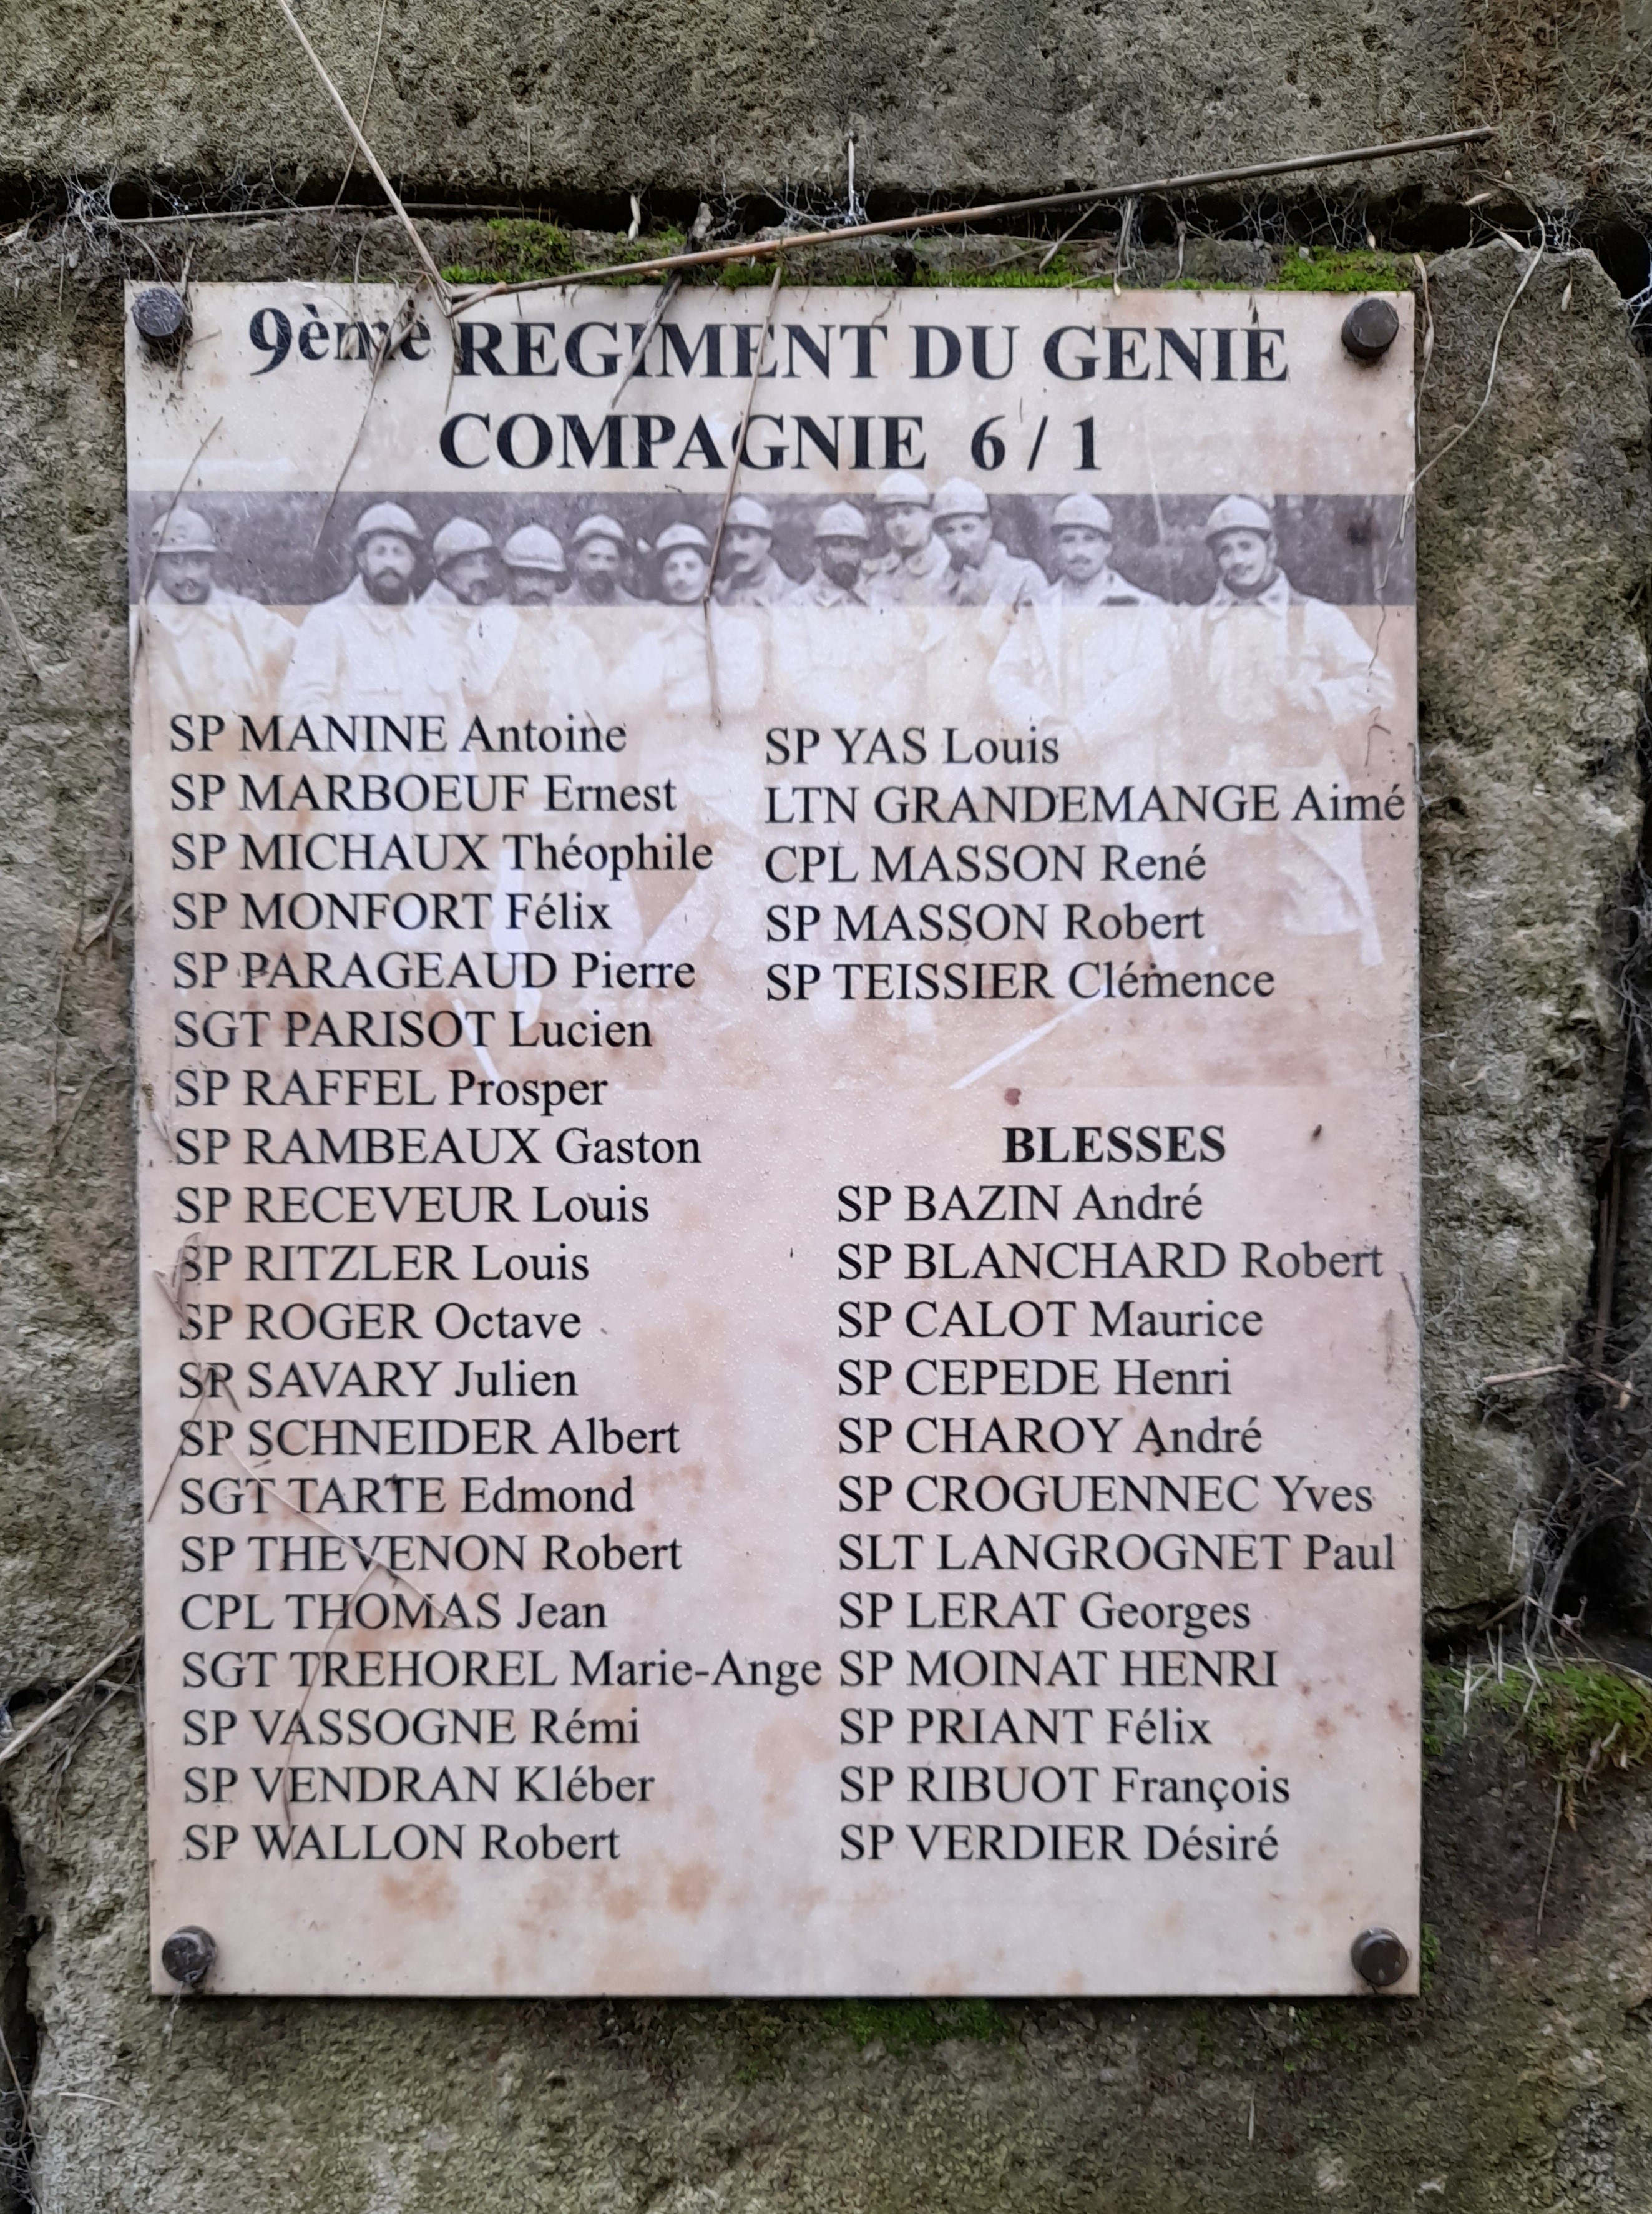 9ème REGIMENT DU GENIE
COMPAGNIE 6 / 1
SP MANINE Antoine
SP MARBOEUF Ernest
SP MICHAUX Théophile
SP MONFORT Félix
SP PARAGEAUD Pierre
SGT PARISOT Lucien
SP RAFFEL Prosper
SP RAMBEAUX Gaston
SP RECEVEUR Louis
SP RITZLER Louis
SP ROGER Octave
SP SAVARY Julien
SP SCHNEIDER Albert
SGT TARTE Edmond
SP THEVENON Robert
CPL THOMAS Jean
SGT TREHOREL Marie-Ange
SP VASSOGNE Rémi
SP VENDRAN Kléber
SP WALLON Robert
SP YAS Louis
LTN GRANDEMANGE Aimé
CPL MASSON René
SP MASSON Robert
SP TEISSIER Clémence
BLESSES
SP BAZIN André
SP BLANCHARD Robert
SP CALOT Maurice
SP CEPEDE Henri
SP CHAROY André
SP CROGUENNEC Yves
SLT LANGROGNET Paul
SP LERAT Georges
SP MOINAT HENRI
SP PRIANT Félix
SP RIBUOT François
SP VERDIER Désiré